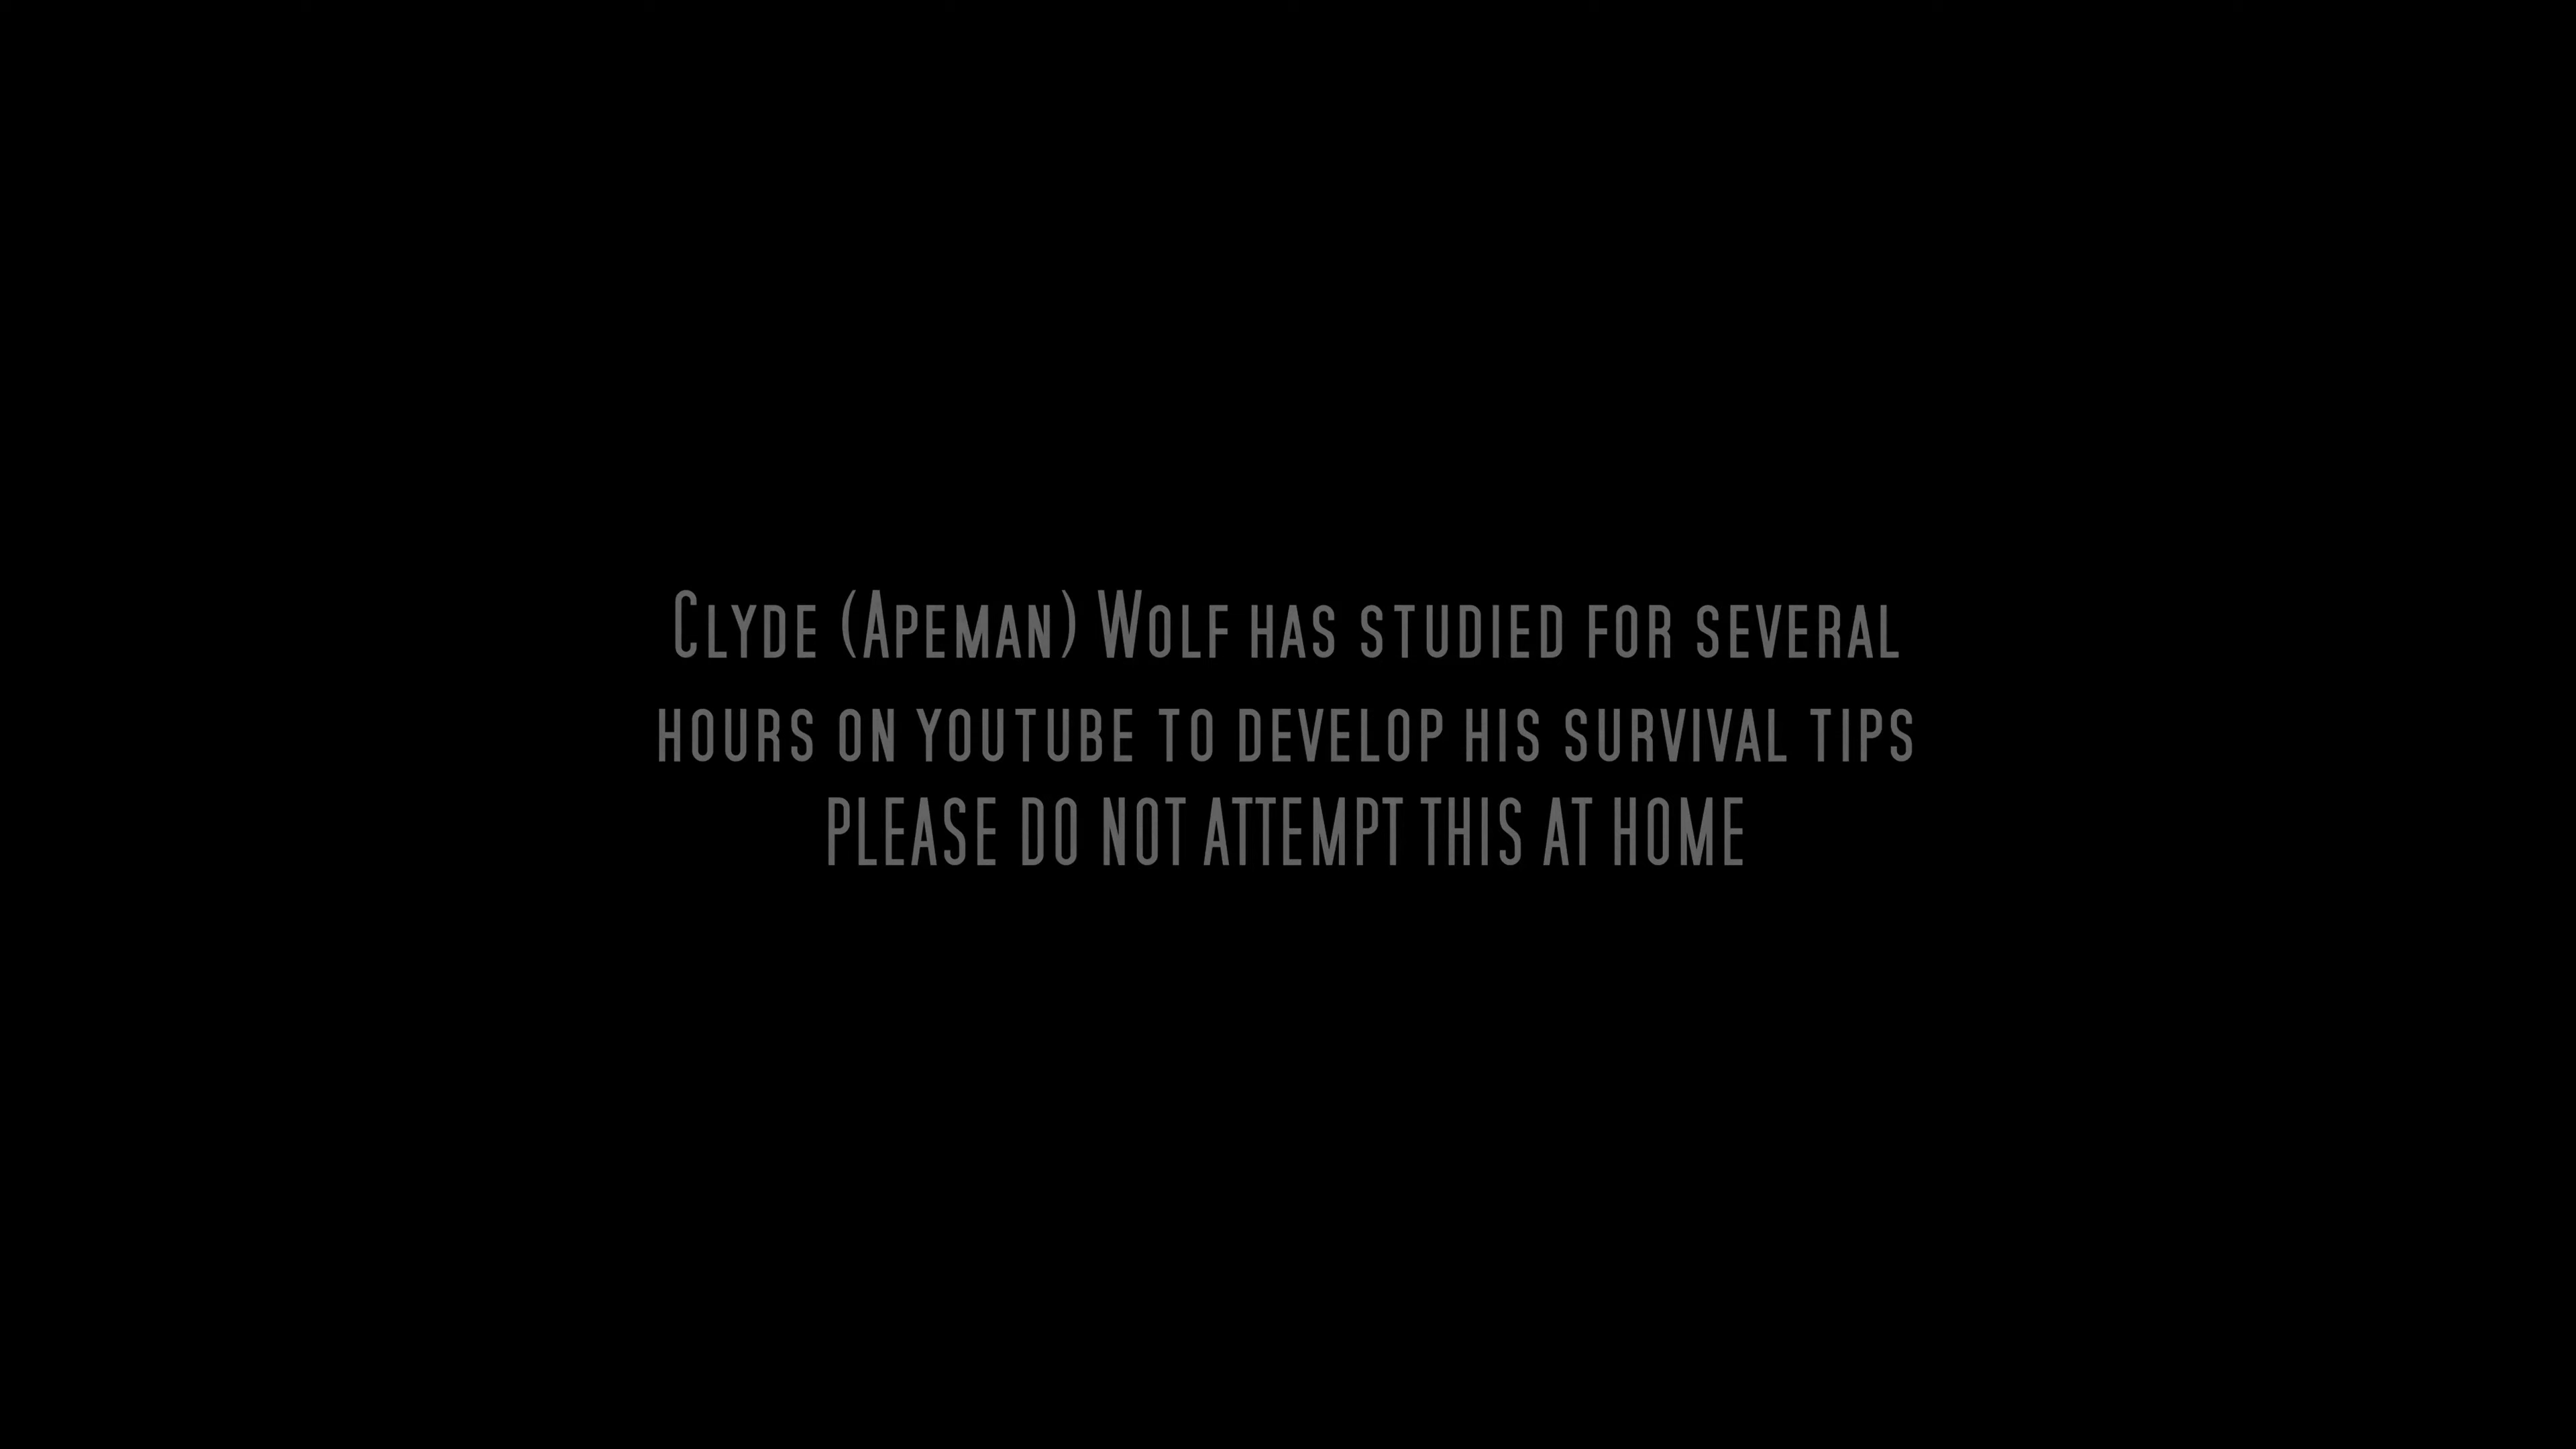 Clyde (Apeman) Wolf has studied for several
hours on youtube to develop his survival tips
PLEASE DO NOT ATTEMPT THIS AT HOME